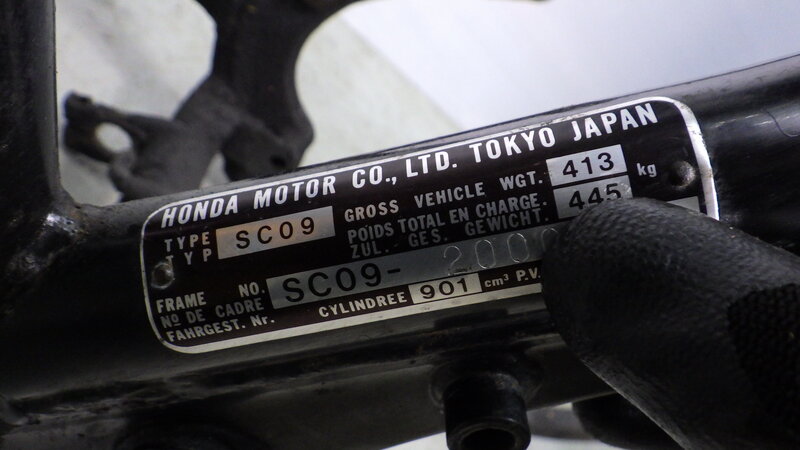 HONDA MOTOR CO., LTD. TOKYO JAPAN
TYPE
TYP
SC09
GROSS VEHICLE WGT. 413 kg
POIDS TOTAL EN CHARGE. 445
ZUL. GES. GEWICHT.
FRAME NO.
Nº DE CADRE
FAHRGEST. Nr.
SC09- 200
CYLINDREE 901 cm³ P.V.